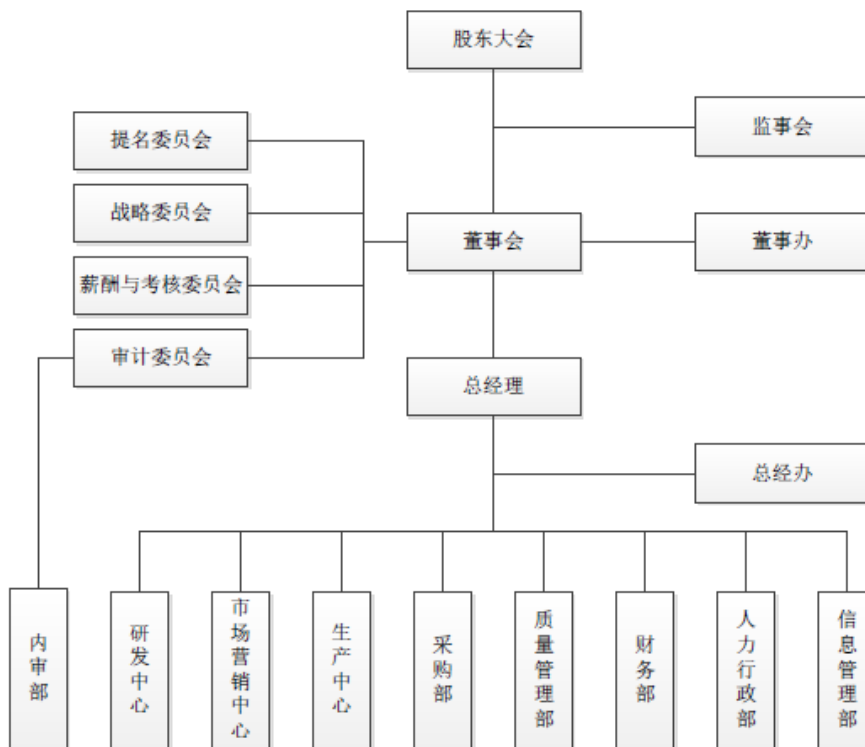 股东大会
监事会
提名委员会
战略委员会
董事会
董事办
薪酬与考核委员会
审计委员会
总经理
总经办
内审部
研发中心
市场营销中心
生产中心
采购部
质量管理部
财务部
人力行政部
信息管理部